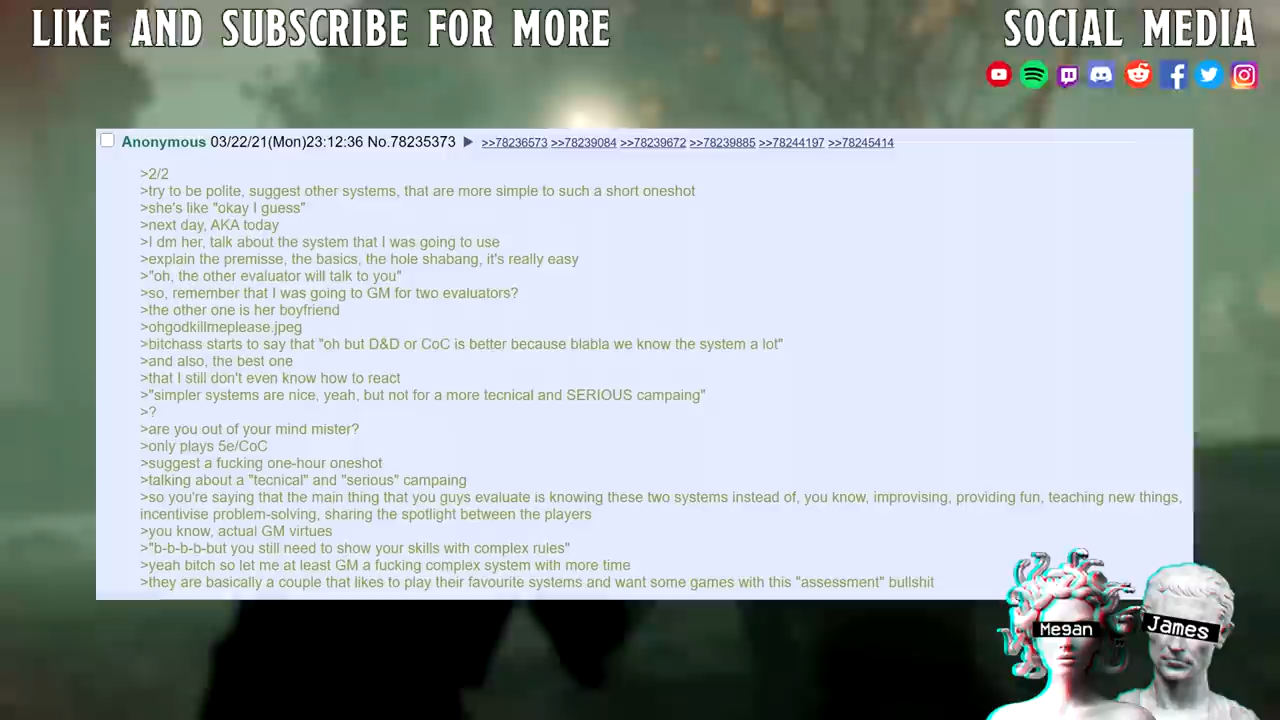 LIKE AND SUBSCRIBE FOR MORE
SOCIAL MEDIA
Anonymous 03/22/21(Mon)23:12:36 No.78235373 ▶ >>78236573 >>78239084 >>78239672 >>78239885 >>78244197 >>78245414
>2/2
>try to be polite, suggest other systems, that are more simple to such a short oneshot
>she's like "okay I guess"
>next day, AKA today
>I dm her, talk about the system that I was going to use
>explain the premisse, the basics, the hole shabang, it's really easy
>"oh, the other evaluator will talk to you"
>so, remember that I was going to GM for two evaluators?
>the other one is her boyfriend
>ohgodkillmeplease.jpeg
>bitchass starts to say that "oh but D&D or CoC is better because blabla we know the system a lot"
>and also, the best one
>that I still don't even know how to react
>"simpler systems are nice, yeah, but not for a more tecnical and SERIOUS campaing"
>?
>are you out of your mind mister?
>only plays 5e/CoC
>suggest a fucking one-hour oneshot
>talking about a "tecnical" and "serious" campaing
>so you're saying that the main thing that you guys evaluate is knowing these two systems instead of, you know, improvising, providing fun, teaching new things,
incentivise problem-solving, sharing the spotlight between the players
>you know, actual GM virtues
>"b-b-b-b-but you still need to show your skills with complex rules"
>yeah bitch so let me at least GM a fucking complex system with more time
>they are basically a couple that likes to play their favourite systems and want some games with this "assessment" bullshit
Megan
James